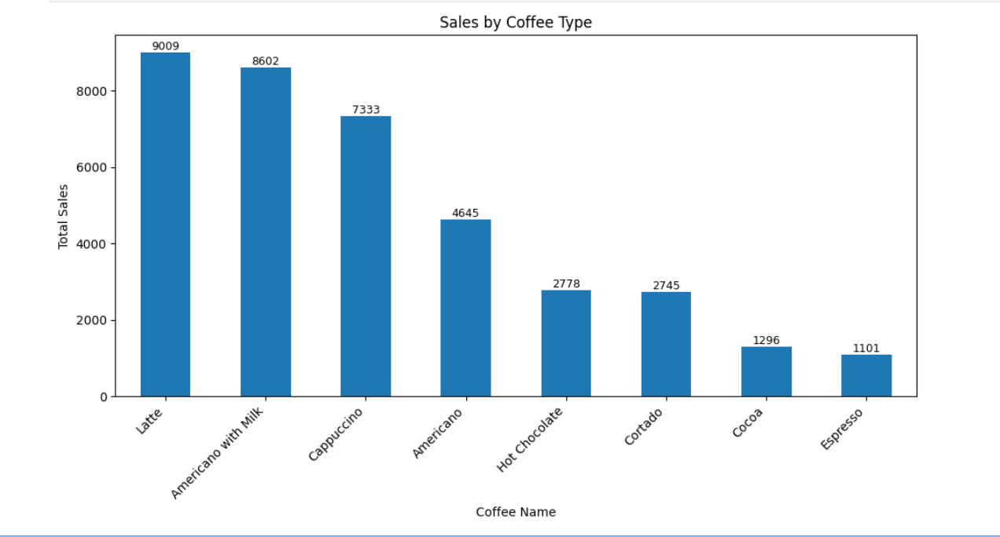 Sales by Coffee Type
9009
8602
7333
4645
2778
2745
1296
1101
8000
6000
4000
2000
0
Total Sales
Latte
Americano with Milk
Cappuccino
Americano
Hot Chocolate
Cortado
Cocoa
Espresso
Coffee Name